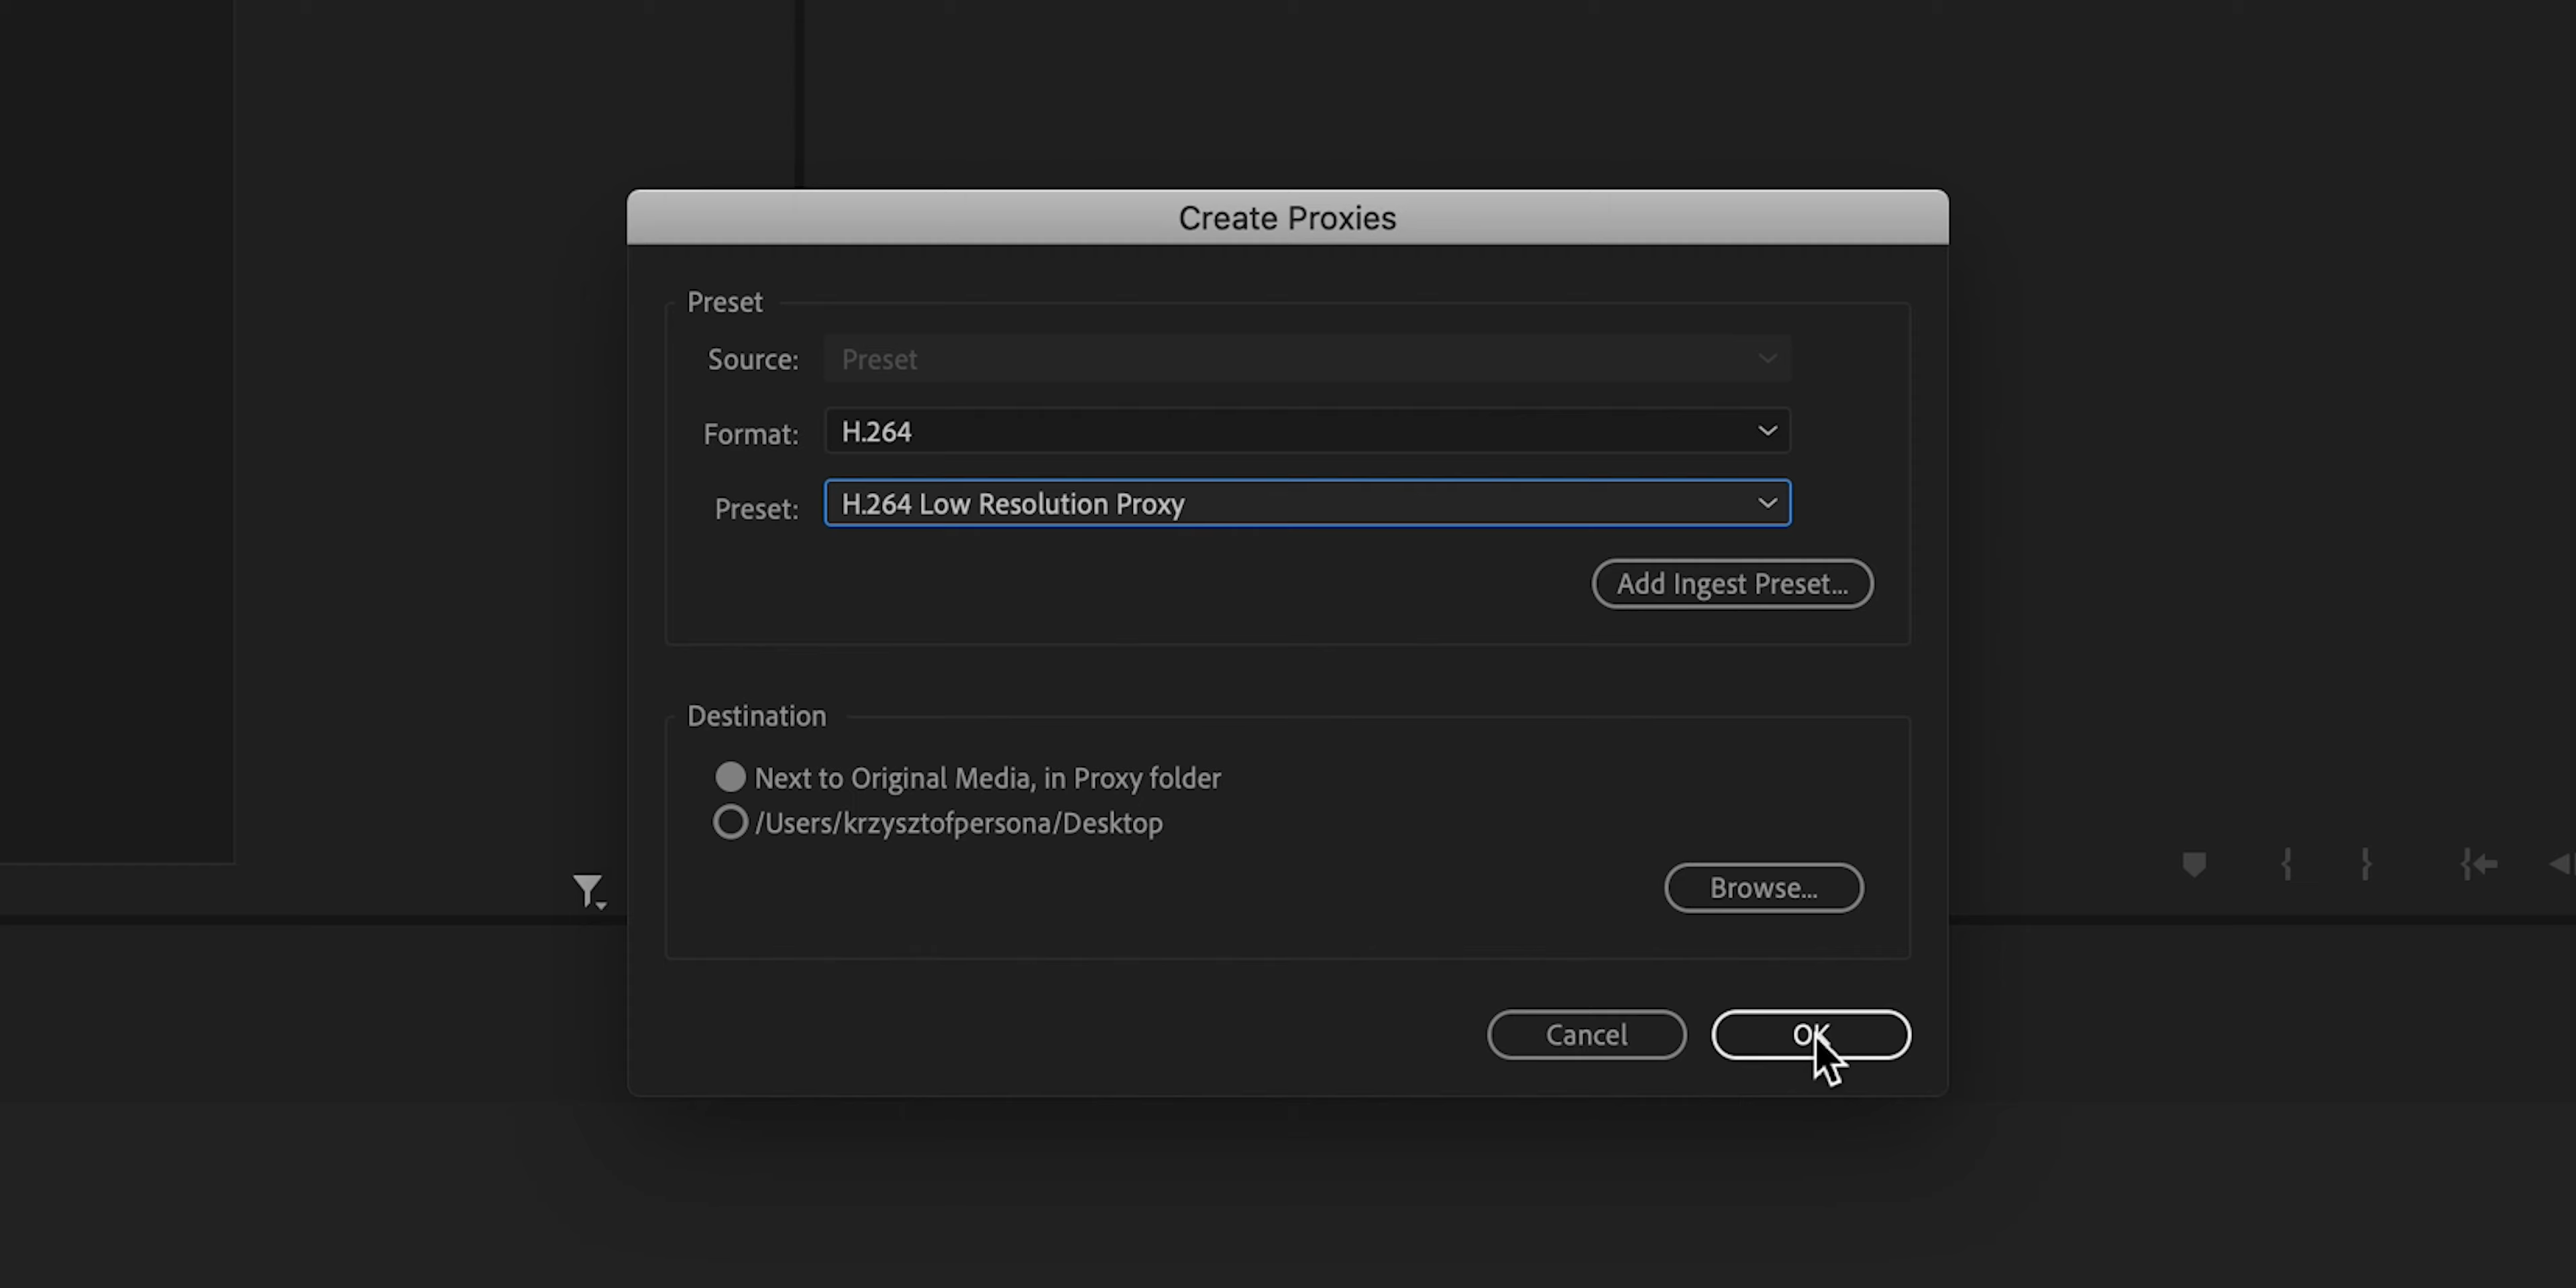 Create Proxies
Preset
Source: Preset
Format: H.264
Preset: H.264 Low Resolution Proxy
Add Ingest Preset...
Destination
Next to Original Media, in Proxy folder
/Users/krzysztofpersona/Desktop
Browse...
Cancel OK